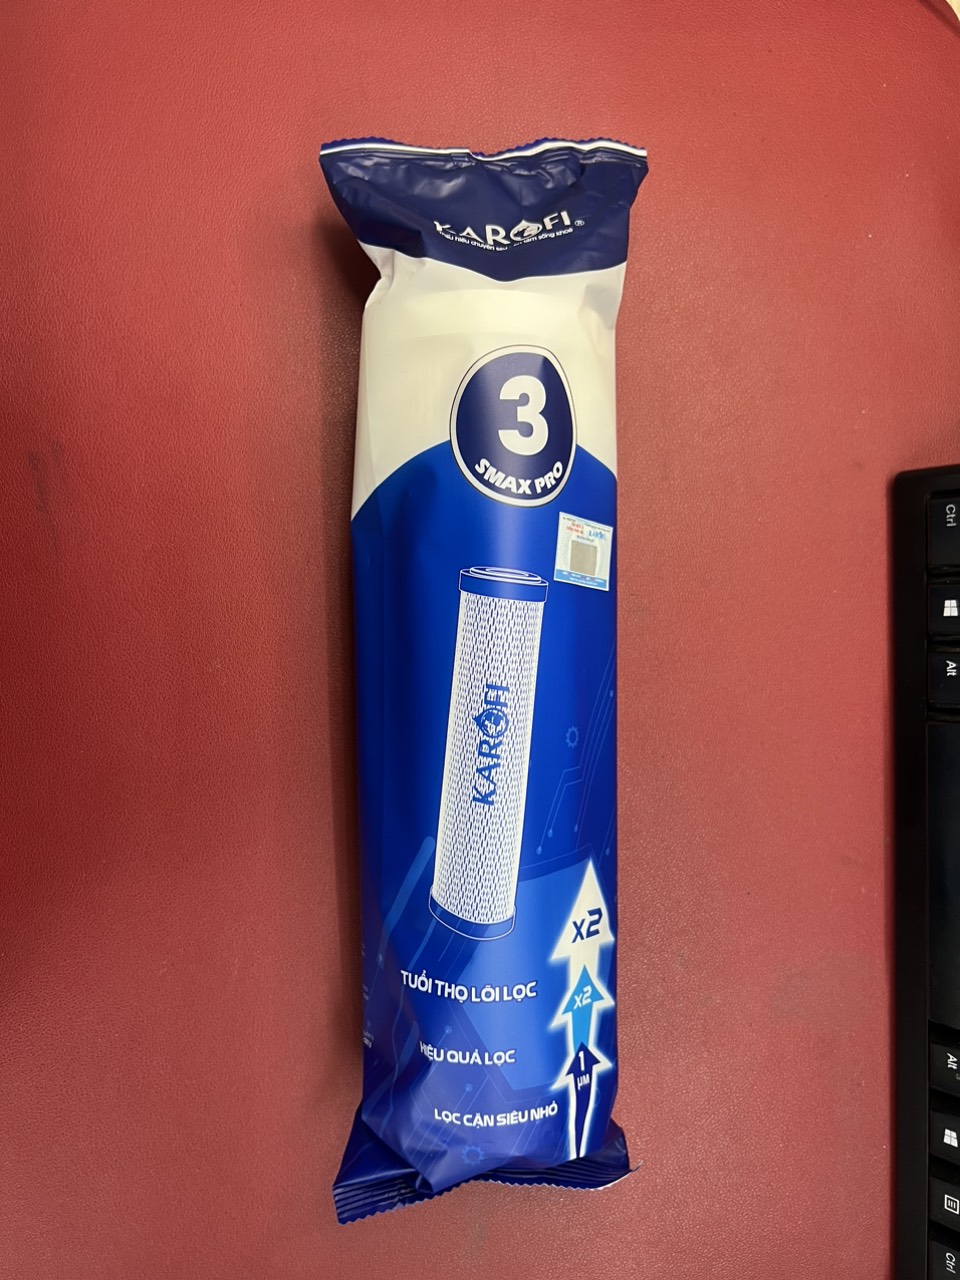 KAROFI®
3
SMAX PRO
KAROFI
x2
TUỔI THỌ LÕI LỌC
x2
HIỆU QUẢ LỌC
1
µM
LỌC CẶN SIÊU NHỎ
Ctrl
Alt
Alt
Ctrl